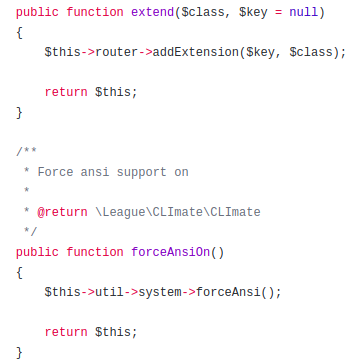 public function extend($class, $key = null)
{
    $this->router->addExtension($key, $class);

    return $this;
}

/**
 * Force ansi support on
 *
 * @return \League\CLImate\CLImate
 */
public function forceAnsiOn()
{
    $this->util->system->forceAnsi();

    return $this;
}